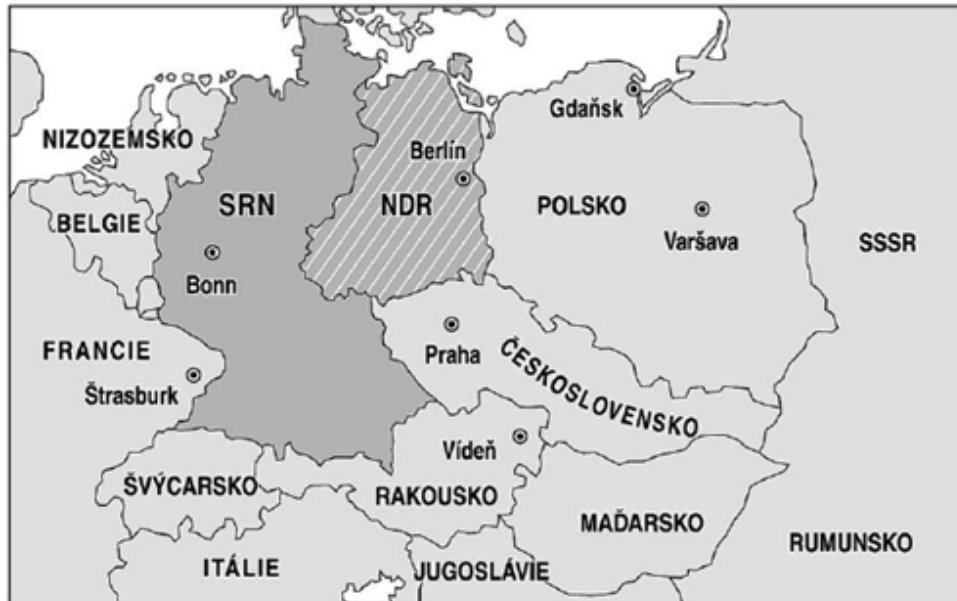 Gdaňsk
NIZOZEMSKO
Berlín
SRN
NDR
POLSKO
BELGIE
Varšava
SSSR
Bonn
FRANCIE
Praha
ČESKOSLOVENSKO
Štrasburk
Vídeň
ŠVÝCARSKO
RAKOUSKO
MAĎARSKO
RUMUNSKO
ITÁLIE
JUGOSLÁVIE